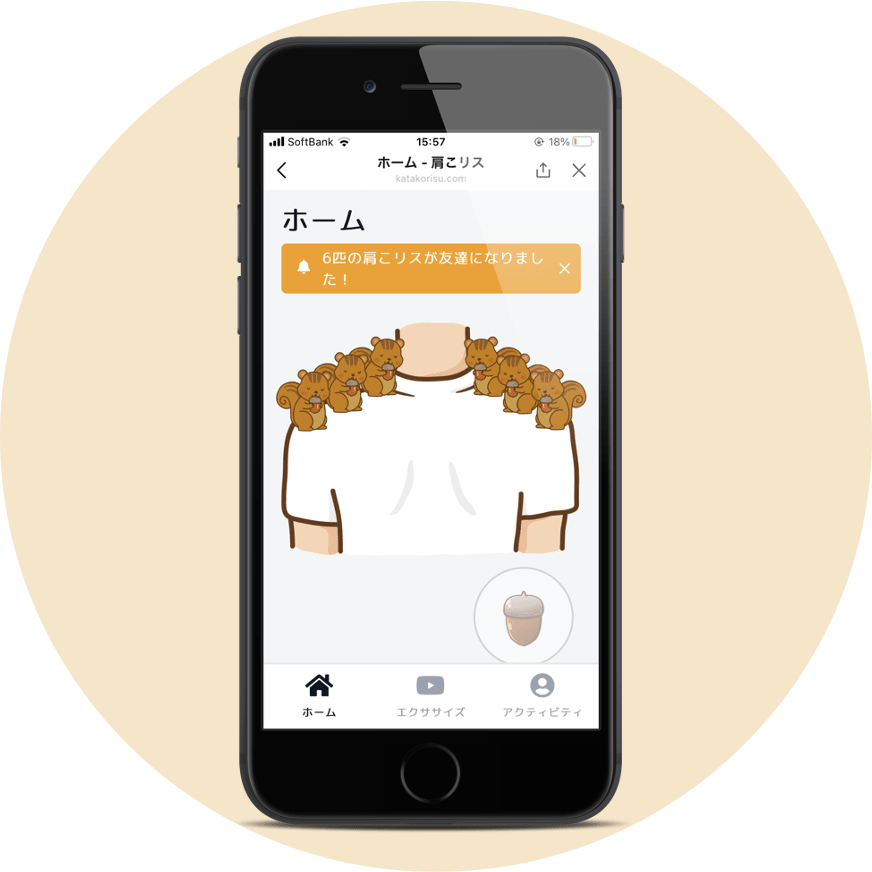 SoftBank 15:57 18%
ホーム - 肩こリス
katakorisu.com
ホーム
6匹の肩こリスが友達になりまし
た！
ホーム エクササイズ アクティビティ